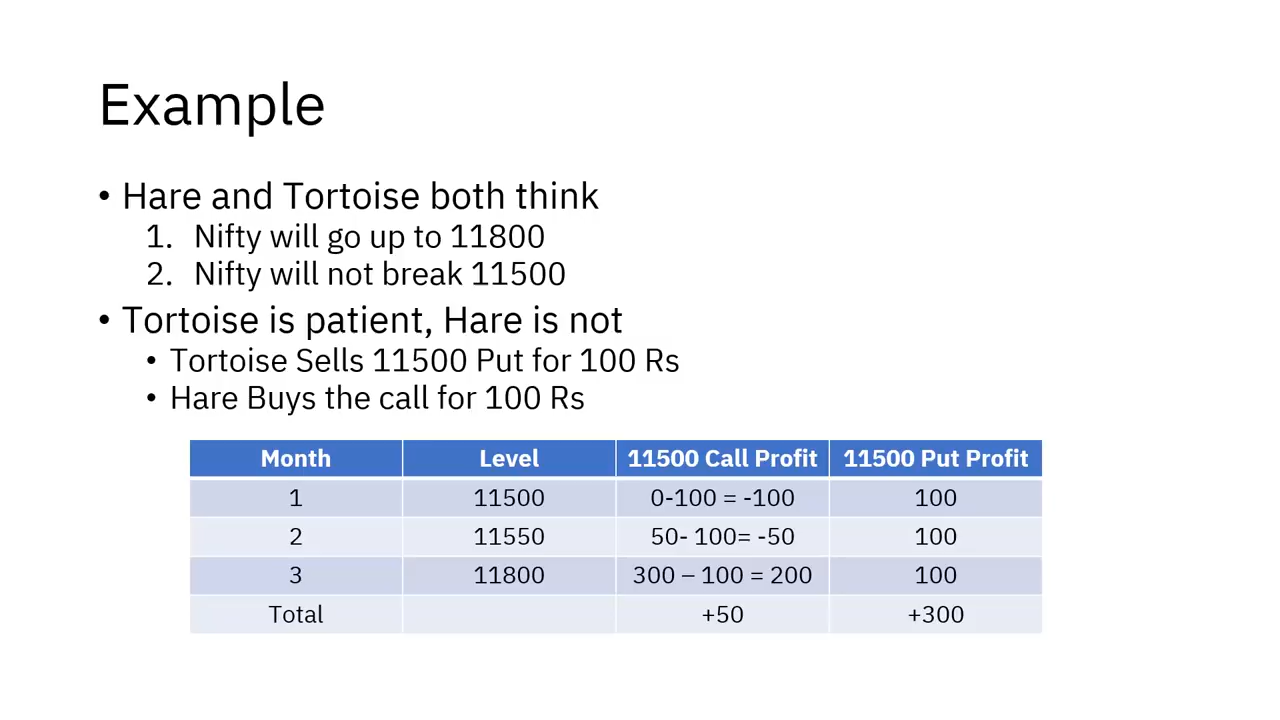 Example
• Hare and Tortoise both think
1. Nifty will go up to 11800
2. Nifty will not break 11500
• Tortoise is patient, Hare is not
• Tortoise Sells 11500 Put for 100 Rs
• Hare Buys the call for 100 Rs
Month Level 11500 Call Profit 11500 Put Profit
1 11500 0-100 = -100 100
2 11550 50- 100= -50 100
3 11800 300 – 100 = 200 100
Total +50 +300